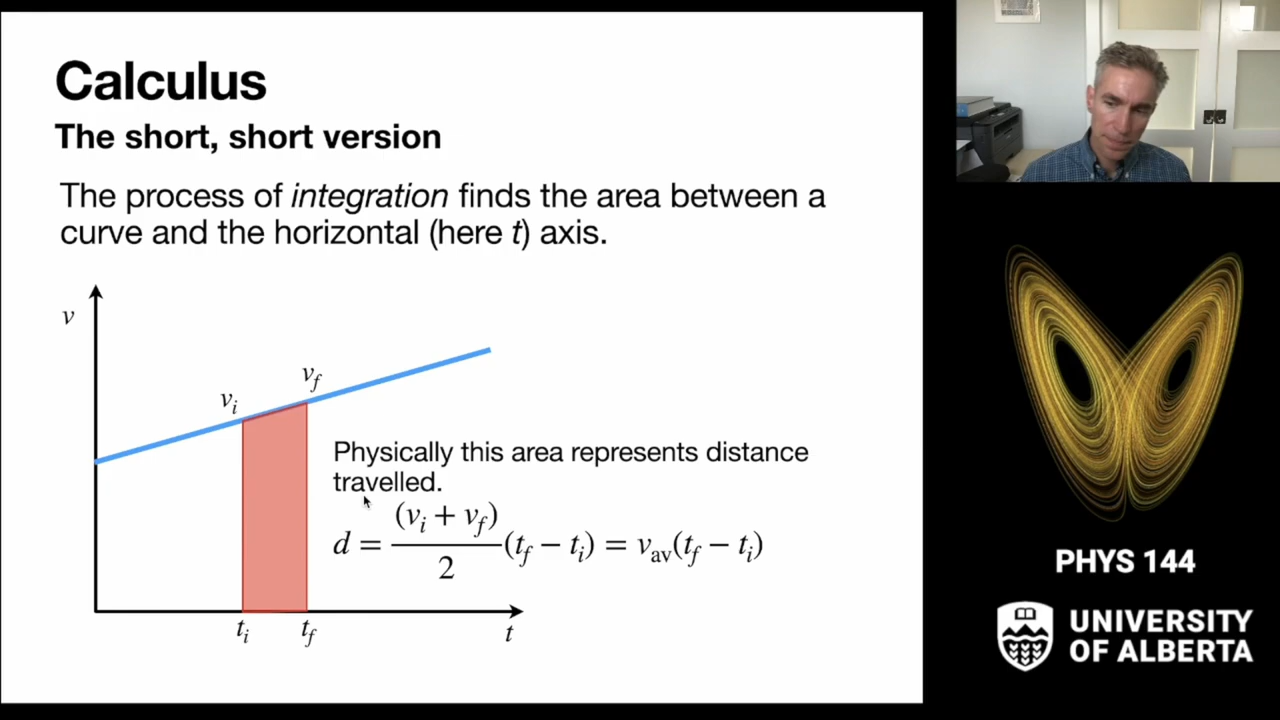 Calculus
The short, short version
The process of integration finds the area between a
curve and the horizontal (here t) axis.
v
v_i
v_f
Physically this area represents distance
travelled.
d = (v_i + v_f)/2 (t_f − t_i) = v_av(t_f − t_i)
t_i
t_f
t
PHYS 144
UNIVERSITY
OF ALBERTA